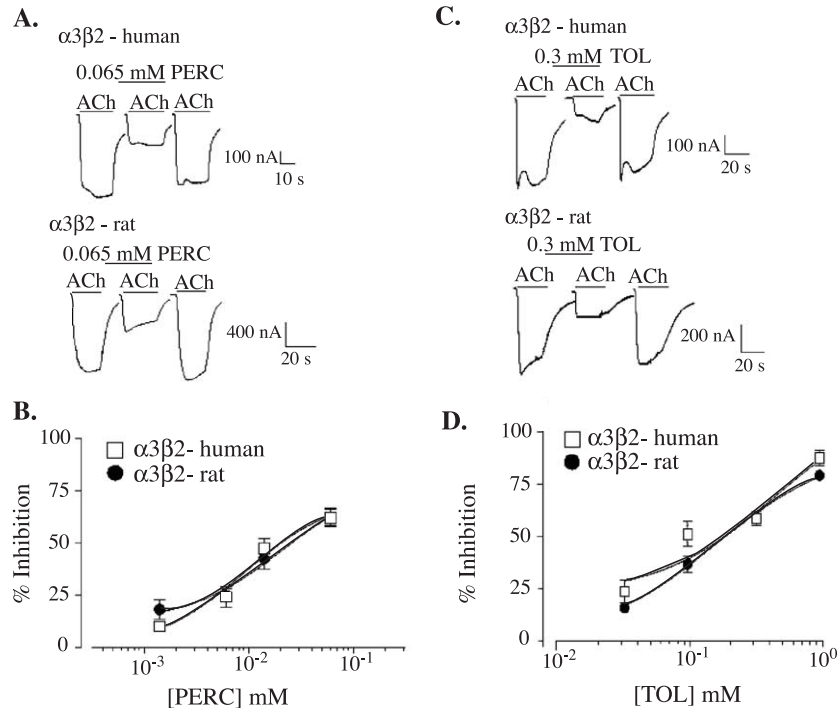 A.
α3β2 - human
0.065 mM PERC
ACh ACh ACh
100 nA
10 s
α3β2 - rat
0.065 mM PERC
ACh ACh ACh
400 nA
20 s
B.
100
75
50
25
0
% Inhibition
α3β2- human
α3β2- rat
10⁻³ 10⁻² 10⁻¹
[PERC] mM
C.
α3β2 - human
0.3 mM TOL
ACh ACh ACh
100 nA
20 s
α3β2 - rat
0.3 mM TOL
ACh ACh ACh
200 nA
20 s
D.
100
75
50
25
0
% Inhibition
α3β2- human
α3β2- rat
10⁻² 10⁻¹ 10⁰
[TOL] mM